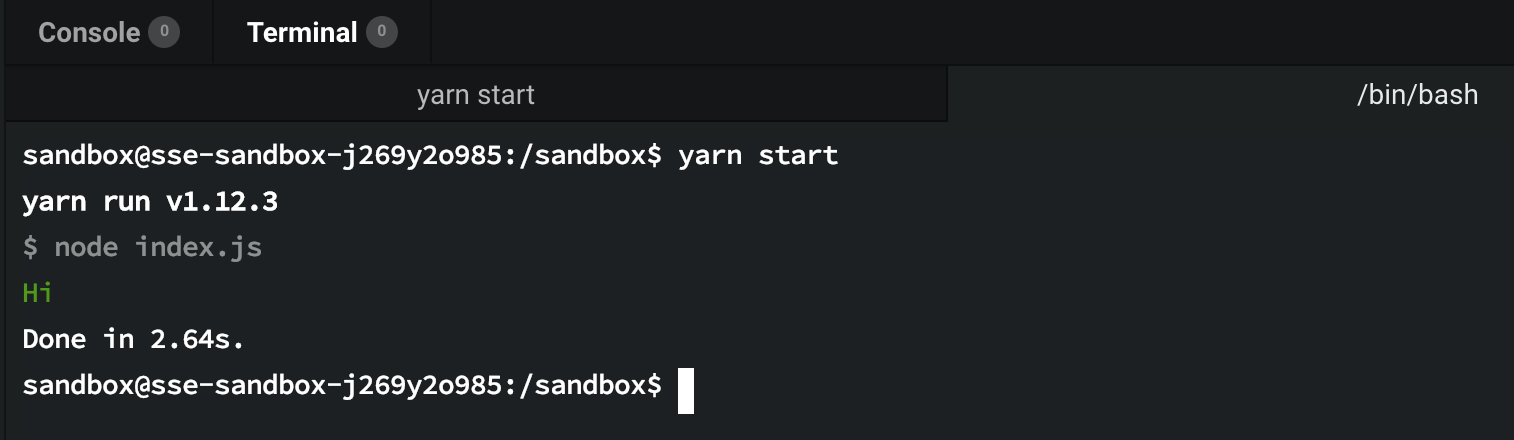 Console 0 Terminal 0
yarn start /bin/bash
sandbox@sse-sandbox-j269y2o985:/sandbox$ yarn start
yarn run v1.12.3
$ node index.js
Hi
Done in 2.64s.
sandbox@sse-sandbox-j269y2o985:/sandbox$